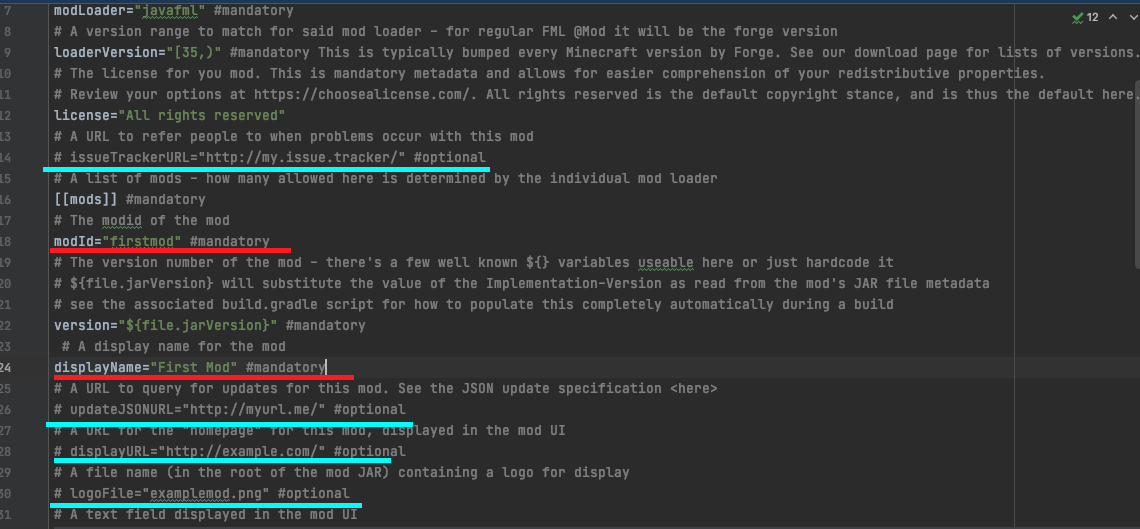 7 modLoader="javafml" #mandatory
8 # A version range to match for said mod loader - for regular FML @Mod it will be the forge version
9 loaderVersion="[35,)" #mandatory This is typically bumped every Minecraft version by Forge. See our download page for lists of versions.
10 # The license for you mod. This is mandatory metadata and allows for easier comprehension of your redistributive properties.
11 # Review your options at https://choosealicense.com/. All rights reserved is the default copyright stance, and is thus the default here.
12 license="All rights reserved"
13 # A URL to refer people to when problems occur with this mod
14 # issueTrackerURL="http://my.issue.tracker/" #optional
15 # A list of mods - how many allowed here is determined by the individual mod loader
16 [[mods]] #mandatory
17 # The modid of the mod
18 modId="firstmod" #mandatory
19 # The version number of the mod - there's a few well known ${} variables useable here or just hardcode it
20 # ${file.jarVersion} will substitute the value of the Implementation-Version as read from the mod's JAR file metadata
21 # see the associated build.gradle script for how to populate this completely automatically during a build
22 version="${file.jarVersion}" #mandatory
23 # A display name for the mod
24 displayName="First Mod" #mandatory
25 # A URL to query for updates for this mod. See the JSON update specification <here>
26 # updateJSONURL="http://myurl.me/" #optional
27 # A URL for the "homepage" for this mod, displayed in the mod UI
28 # displayURL="http://example.com/" #optional
29 # A file name (in the root of the mod JAR) containing a logo for display
30 # logoFile="examplemod.png" #optional
31 # A text field displayed in the mod UI
12